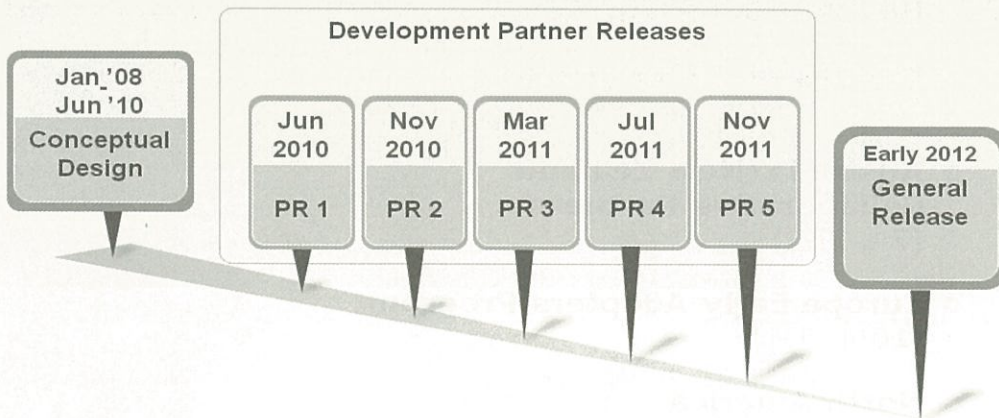 Development Partner Releases
Jan '08
-
Jun '10
Conceptual
Design
Jun
2010
PR 1
Nov
2010
PR 2
Mar
2011
PR 3
Jul
2011
PR 4
Nov
2011
PR 5
Early 2012
General
Release